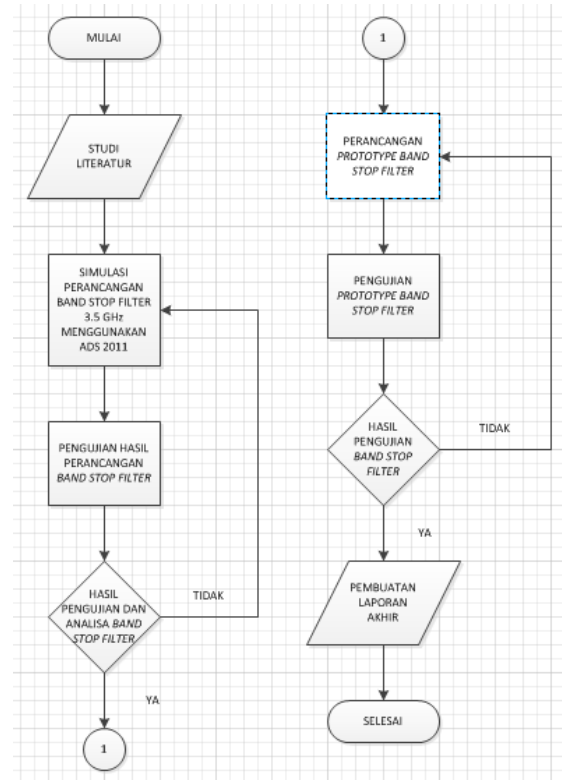 MULAI
STUDI
LITERATUR
SIMULASI
PERANCANGAN
BAND STOP FILTER
3.5 GHz
MENGGUNAKAN
ADS 2011
PENGUJIAN HASIL
PERANCANGAN
BAND STOP FILTER
HASIL
PENGUJIAN DAN
ANALISA BAND
STOP FILTER
TIDAK
YA
1
1
PERANCANGAN
PROTOTYPE BAND
STOP FILTER
PENGUJIAN
PROTOTYPE BAND
STOP FILTER
HASIL
PENGUJIAN
BAND STOP
FILTER
TIDAK
YA
PEMBUATAN
LAPORAN
AKHIR
SELESAI